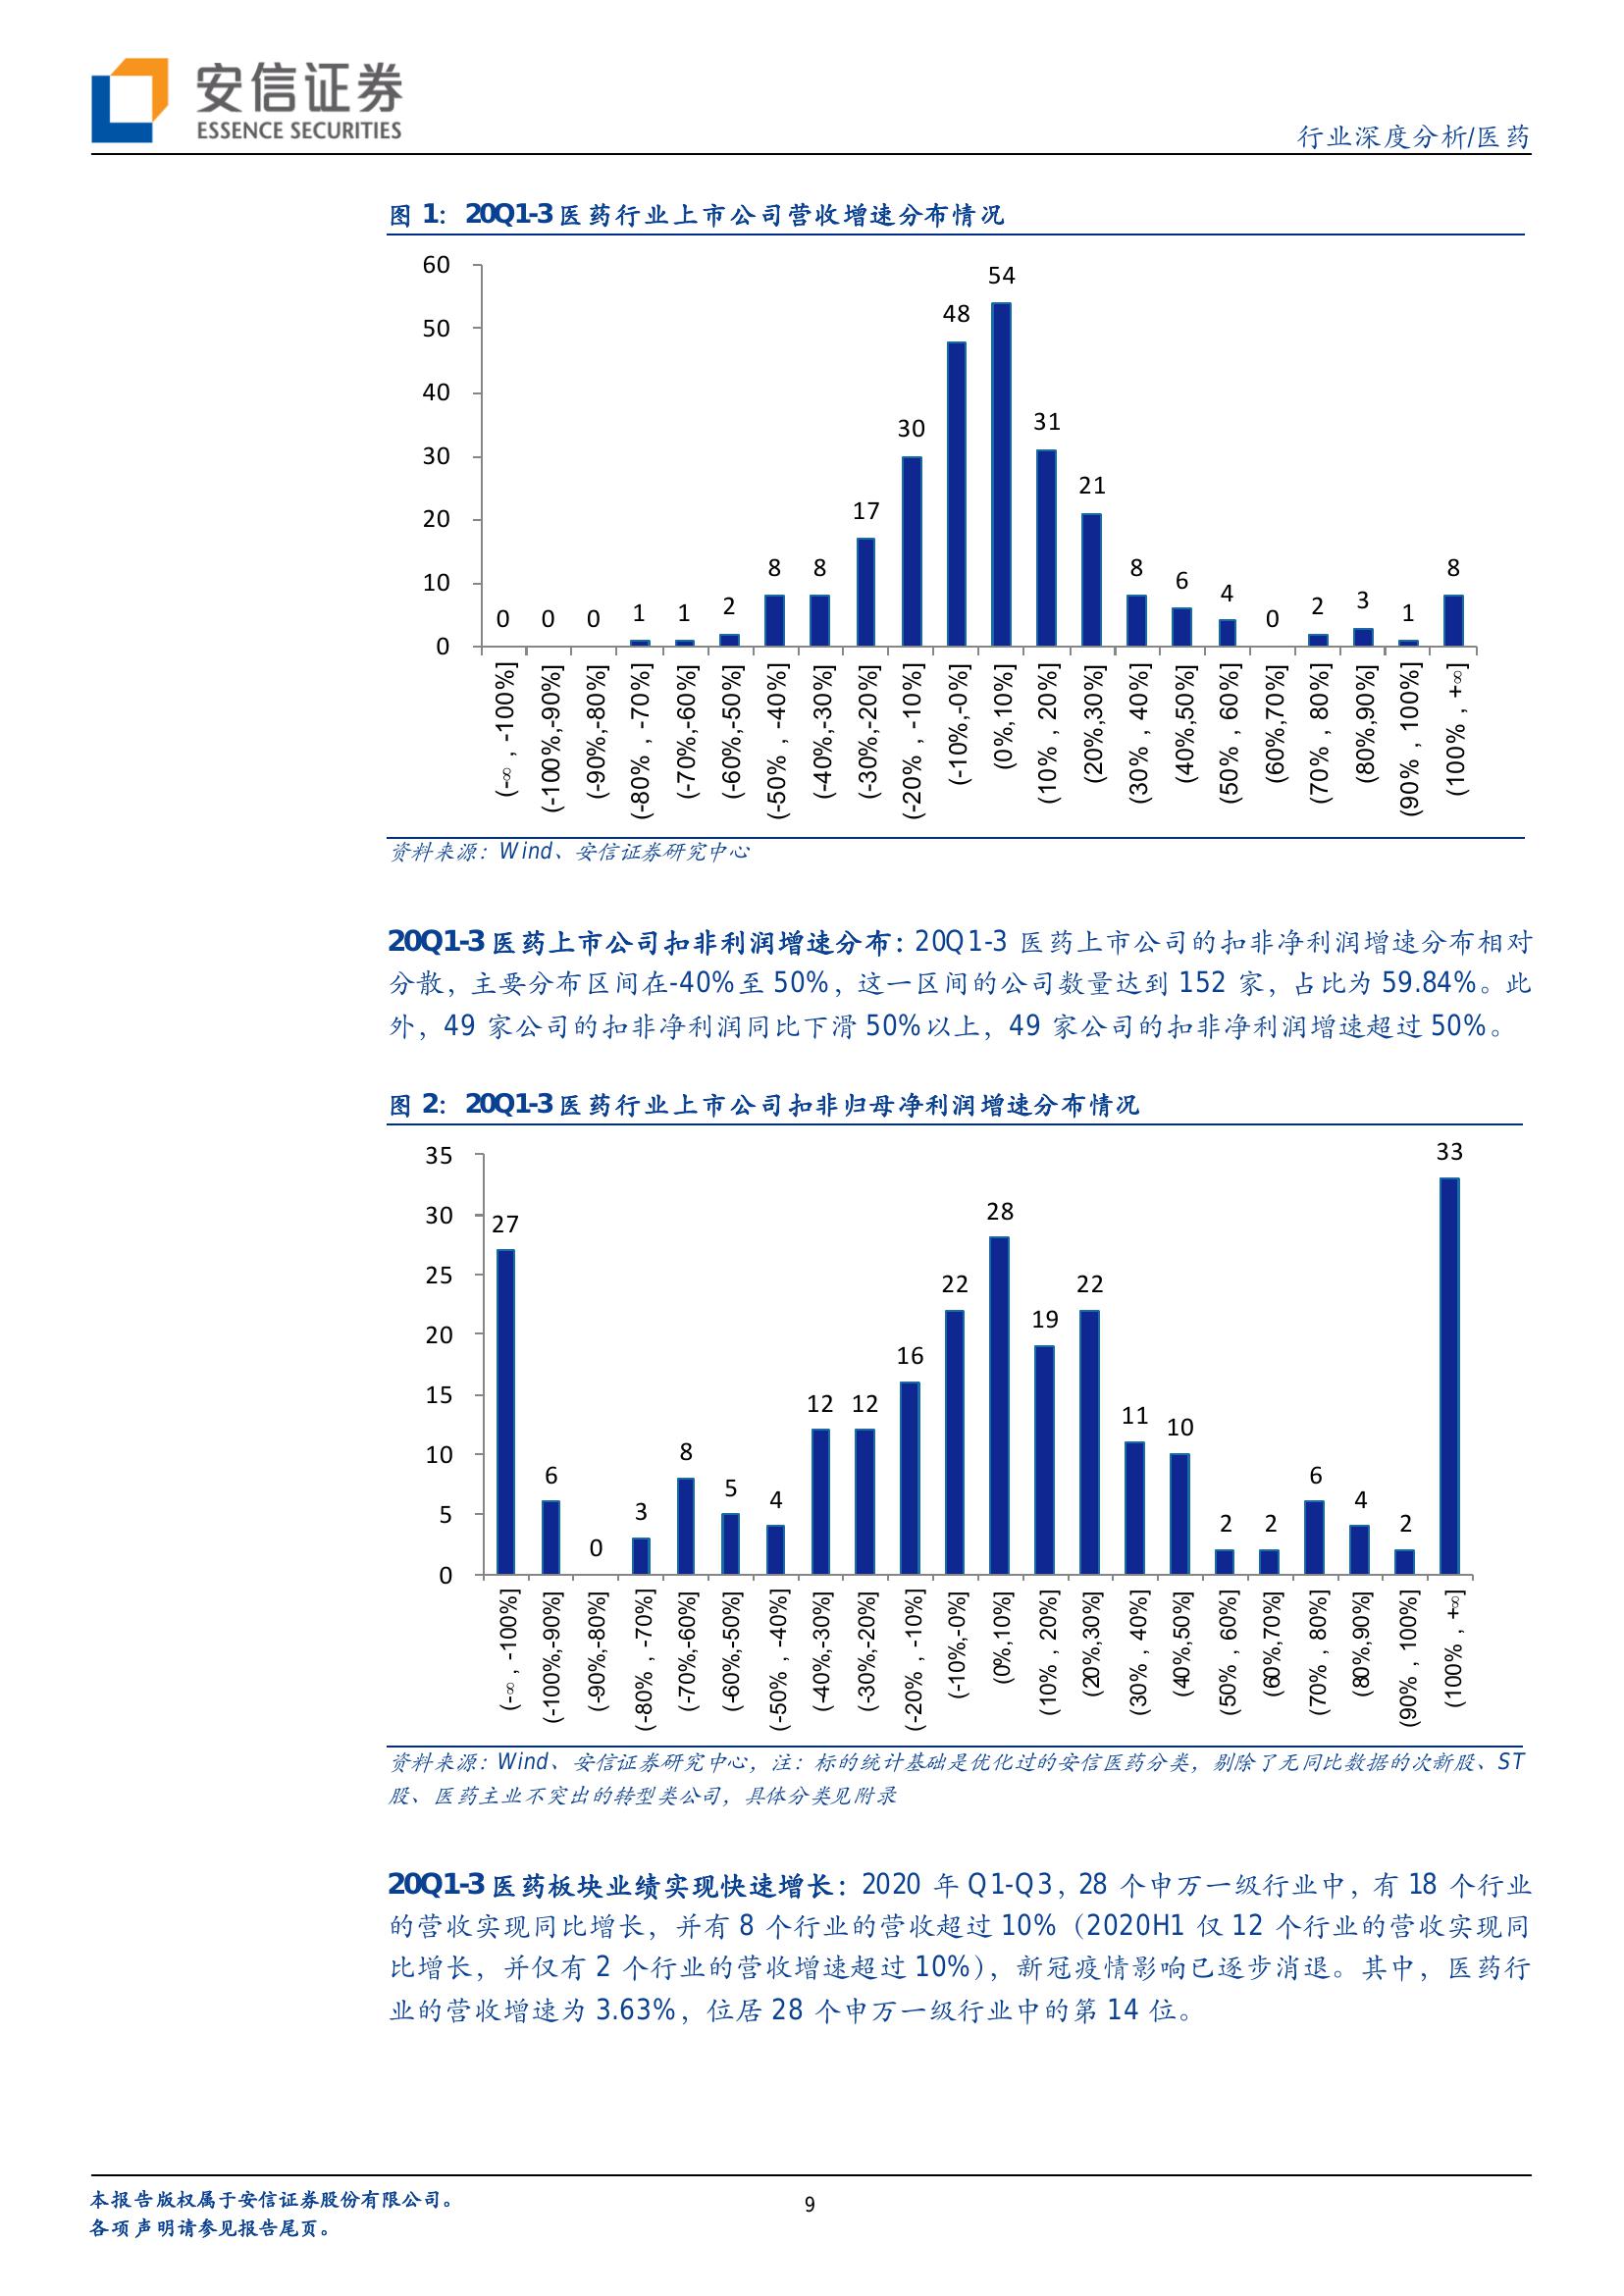 安信证券
ESSENCE SECURITIES
行业深度分析/医药
图 1：20Q1-3 医药行业上市公司营收增速分布情况
60
50
40
30
20
10
0
0 0 0 1 1 2 8 8 17 30 48 54 31 21 8 6 4 0 2 3 1 8
(-∞ , -100%]
(-100%,-90%]
(-90%,-80%]
(-80% , -70%]
(-70%,-60%]
(-60%,-50%]
(-50% , -40%]
(-40%,-30%]
(-30%,-20%]
(-20% , -10%]
(-10%,-0%]
(0%,10%]
(10% , 20%]
(20%,30%]
(30% , 40%]
(40%,50%]
(50% , 60%]
(60%,70%]
(70% , 80%]
(80%,90%]
(90% , 100%]
(100% , +∞]
资料来源：Wind、安信证券研究中心
20Q1-3 医药上市公司扣非利润增速分布：20Q1-3 医药上市公司的扣非净利润增速分布相对
分散，主要分布区间在-40%至 50%，这一区间的公司数量达到 152 家，占比为 59.84%。此
外，49 家公司的扣非净利润同比下滑 50%以上，49 家公司的扣非净利润增速超过 50%。
图 2：20Q1-3 医药行业上市公司扣非归母净利润增速分布情况
35
30
25
20
15
10
5
0
27 6 0 3 8 5 4 12 12 16 22 28 19 22 11 10 2 2 6 4 2 33
(-∞ , -100%]
(-100%,-90%]
(-90%,-80%]
(-80% , -70%]
(-70%,-60%]
(-60%,-50%]
(-50% , -40%]
(-40%,-30%]
(-30%,-20%]
(-20% , -10%]
(-10%,-0%]
(0%,10%]
(10% , 20%]
(20%,30%]
(30% , 40%]
(40%,50%]
(50% , 60%]
(60%,70%]
(70% , 80%]
(80%,90%]
(90% , 100%]
(100% , +∞]
资料来源：Wind、安信证券研究中心，注：标的统计基础是优化过的安信医药分类，剔除了无同比数据的次新股、ST
股、医药主业不突出的转型类公司，具体分类见附录
20Q1-3 医药板块业绩实现快速增长：2020 年 Q1-Q3，28 个申万一级行业中，有 18 个行业
的营收实现同比增长，并有 8 个行业的营收超过 10%（2020H1 仅 12 个行业的营收实现同
比增长，并仅有 2 个行业的营收增速超过 10%），新冠疫情影响已逐步消退。其中，医药行
业的营收增速为 3.63%，位居 28 个申万一级行业中的第 14 位。
本报告版权属于安信证券股份有限公司。
各项声明请参见报告尾页。
9